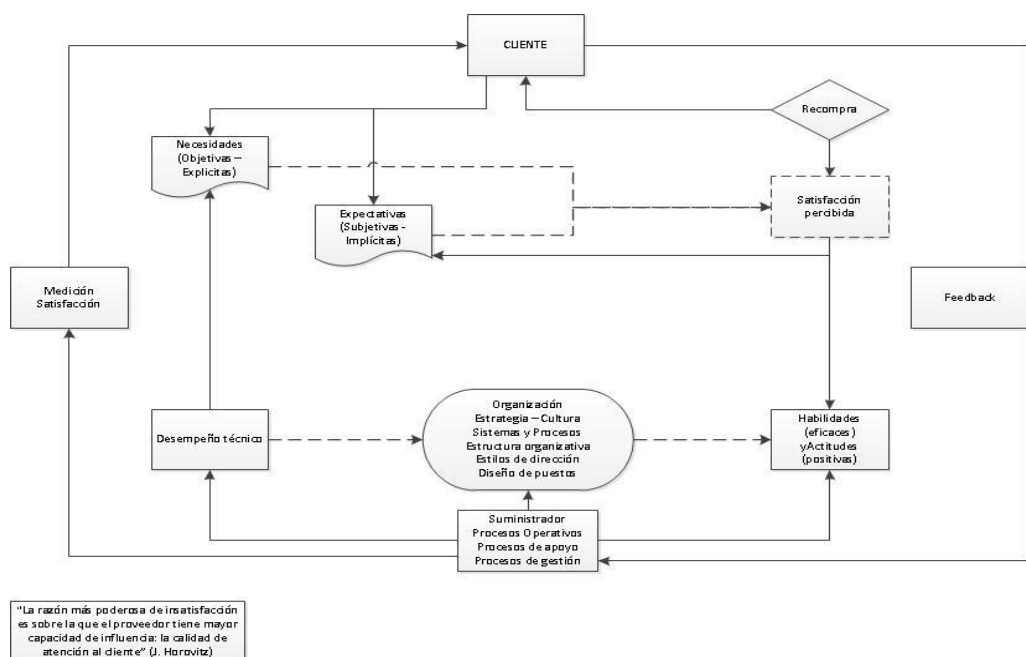 CLIENTE
Recompra
Necesidades
(Objetivas –
Explicitas)
Satisfacción
percibida
Expectativas
(Subjetivas -
Implícitas)
Medición
Satisfacción
Feedback
Desempeño técnico
Organización
Estrategia – Cultura
Sistemas y Procesos
Estructura organizativa
Estilos de dirección
Diseño de puestos
Habilidades
(eficaces)
yActitudes
(positivas)
Suministrador
Procesos Operativos
Procesos de apoyo
Procesos de gestión
"La razón más poderosa de insatisfacción
es sobre la que el proveedor tiene mayor
capacidad de influencia: la calidad de
atención al cliente" (J. Horovitz)